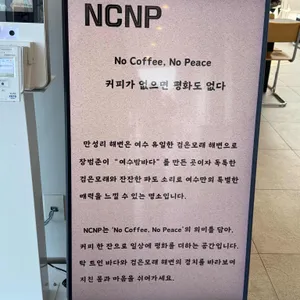 NCNP
No Coffee, No Peace
커피가 없으면 평화도 없다
만성리 해변은 여수 유일한 검은모래 해변으로
장범준이 "여수밤바다"를 만든 곳이자 독특한
검은모래와 잔잔한 파도 소리로 여수만의 특별한
매력을 느낄 수 있는 명소입니다.
NCNP는 'No Coffee, No Peace'의 의미를 담아,
커피 한 잔으로 일상에 평화를 더하는 공간입니다.
탁 트인 바다와 검은모래 해변의 경치를 바라보며
지친 몸과 마음을 쉬어가세요.